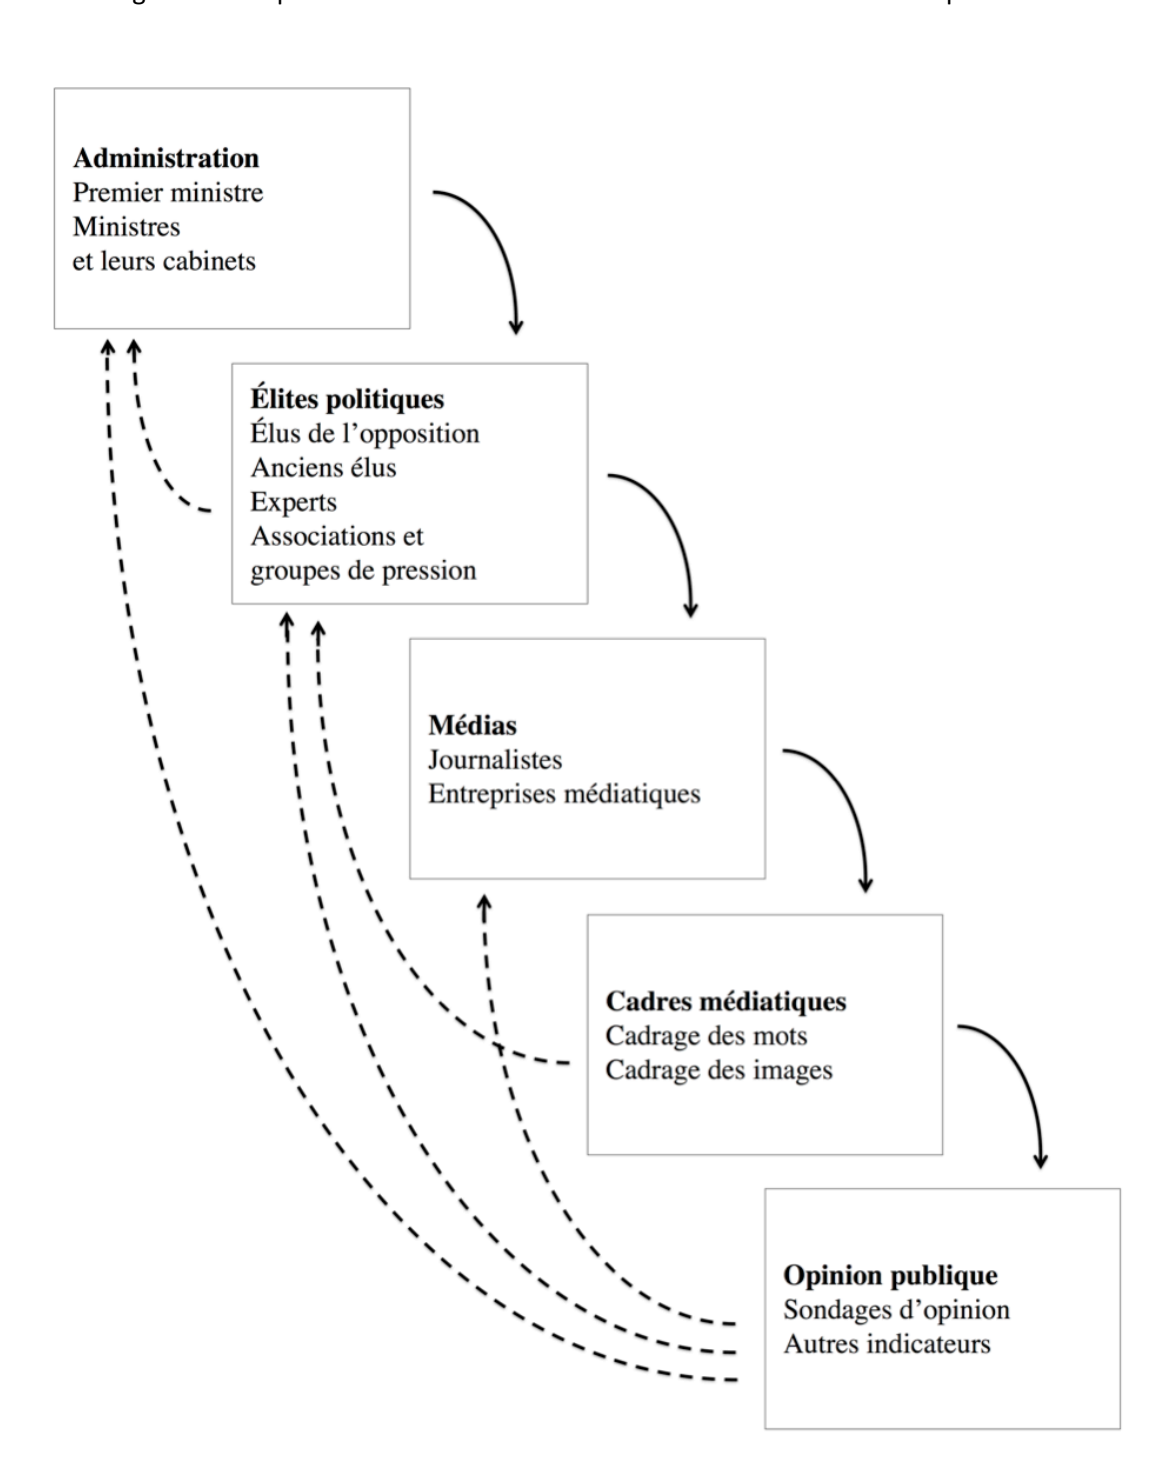 Administration
Premier ministre
Ministres
et leurs cabinets
Élites politiques
Élus de l’opposition
Anciens élus
Experts
Associations et
groupes de pression
Médias
Journalistes
Entreprises médiatiques
Cadres médiatiques
Cadrage des mots
Cadrage des images
Opinion publique
Sondages d’opinion
Autres indicateurs